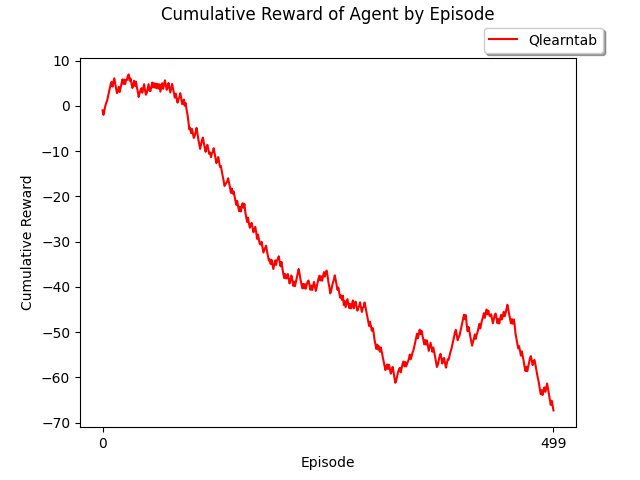 Cumulative Reward of Agent by Episode
Qlearntab
10
0
−10
−20
−30
−40
−50
−60
−70
Cumulative Reward
0
499
Episode